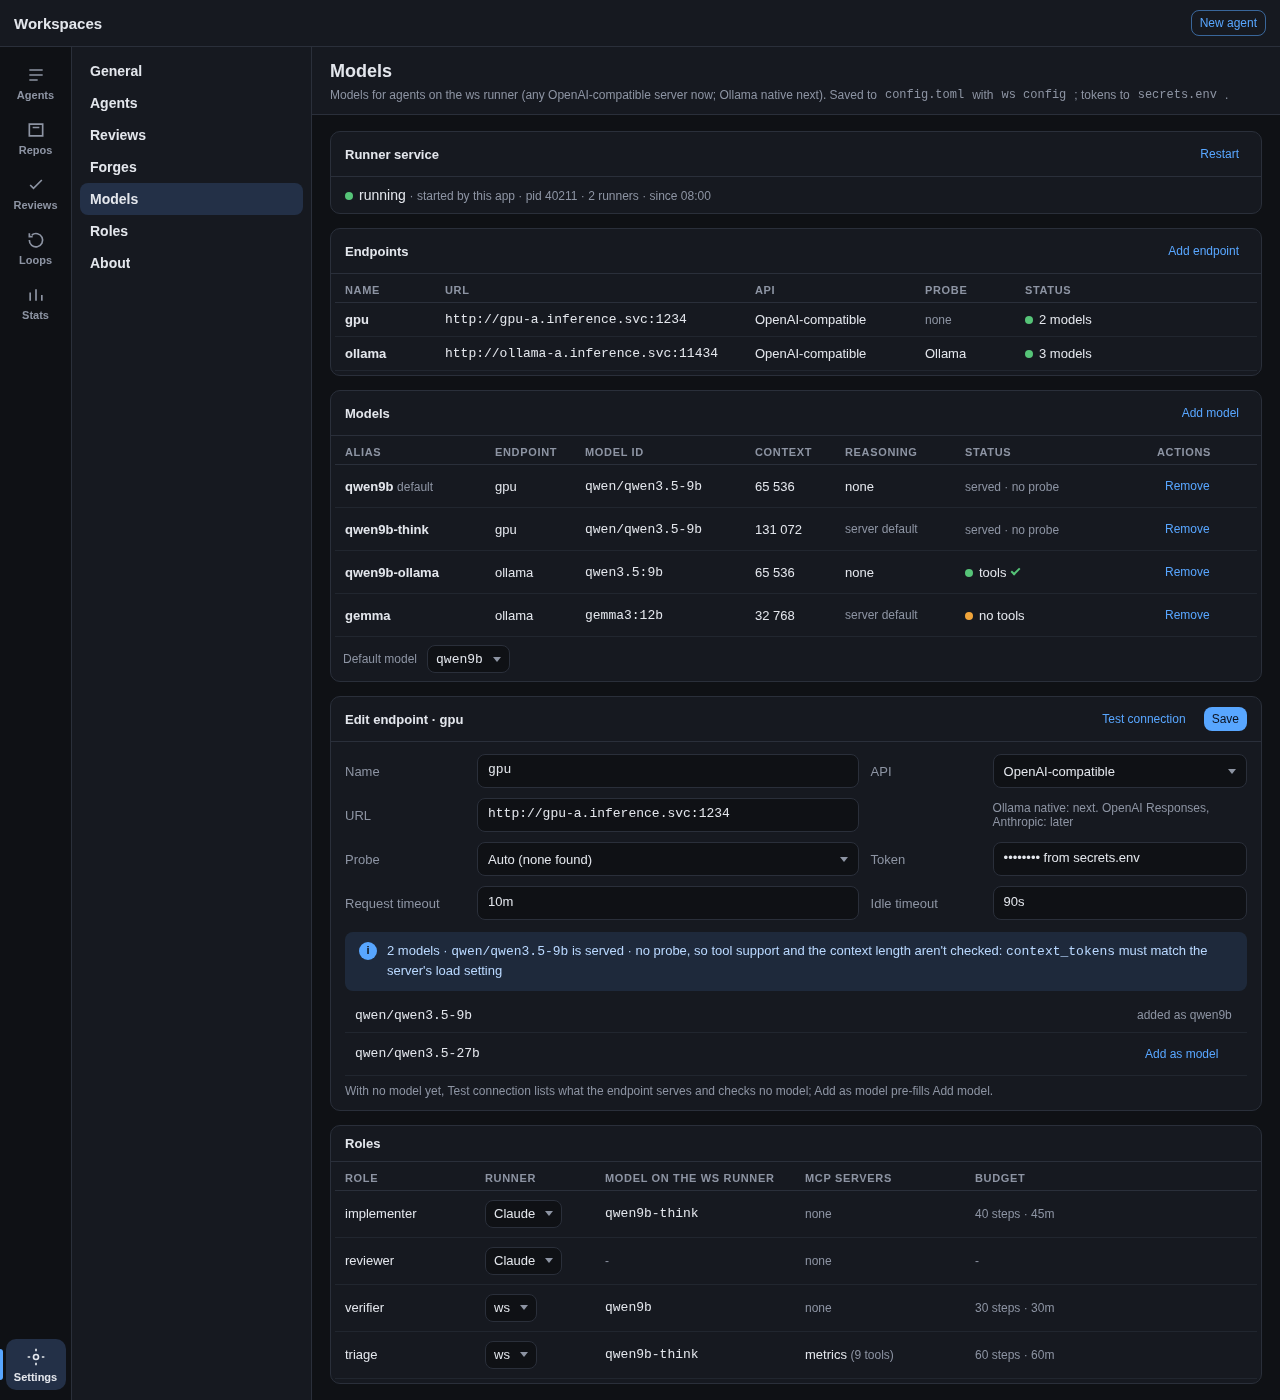 Workspaces
New agent
Agents
Repos
Reviews
Loops
Stats
Settings
General
Agents
Reviews
Forges
Models
Roles
About
Models
Models for agents on the ws runner (any OpenAI-compatible server now; Ollama native next). Saved to config.toml with ws config ; tokens to secrets.env .
Runner service
Restart
running · started by this app · pid 40211 · 2 runners · since 08:00
Endpoints
Add endpoint
NAME URL API PROBE STATUS
gpu http://gpu-a.inference.svc:1234 OpenAI-compatible none 2 models
ollama http://ollama-a.inference.svc:11434 OpenAI-compatible Ollama 3 models
Models
Add model
ALIAS ENDPOINT MODEL ID CONTEXT REASONING STATUS ACTIONS
qwen9b default gpu qwen/qwen3.5-9b 65 536 none served · no probe Remove
qwen9b-think gpu qwen/qwen3.5-9b 131 072 server default served · no probe Remove
qwen9b-ollama ollama qwen3.5:9b 65 536 none tools ✓ Remove
gemma ollama gemma3:12b 32 768 server default no tools Remove
Default model qwen9b
Edit endpoint · gpu
Test connection
Save
Name gpu API OpenAI-compatible
URL http://gpu-a.inference.svc:1234 Ollama native: next. OpenAI Responses,
Anthropic: later
Probe Auto (none found) Token •••••••• from secrets.env
Request timeout 10m Idle timeout 90s
i 2 models · qwen/qwen3.5-9b is served · no probe, so tool support and the context length aren't checked: context_tokens must match the
server's load setting
qwen/qwen3.5-9b added as qwen9b
qwen/qwen3.5-27b Add as model
With no model yet, Test connection lists what the endpoint serves and checks no model; Add as model pre-fills Add model.
Roles
ROLE RUNNER MODEL ON THE WS RUNNER MCP SERVERS BUDGET
implementer Claude qwen9b-think none 40 steps · 45m
reviewer Claude - none -
verifier ws qwen9b none 30 steps · 30m
triage ws qwen9b-think metrics (9 tools) 60 steps · 60m